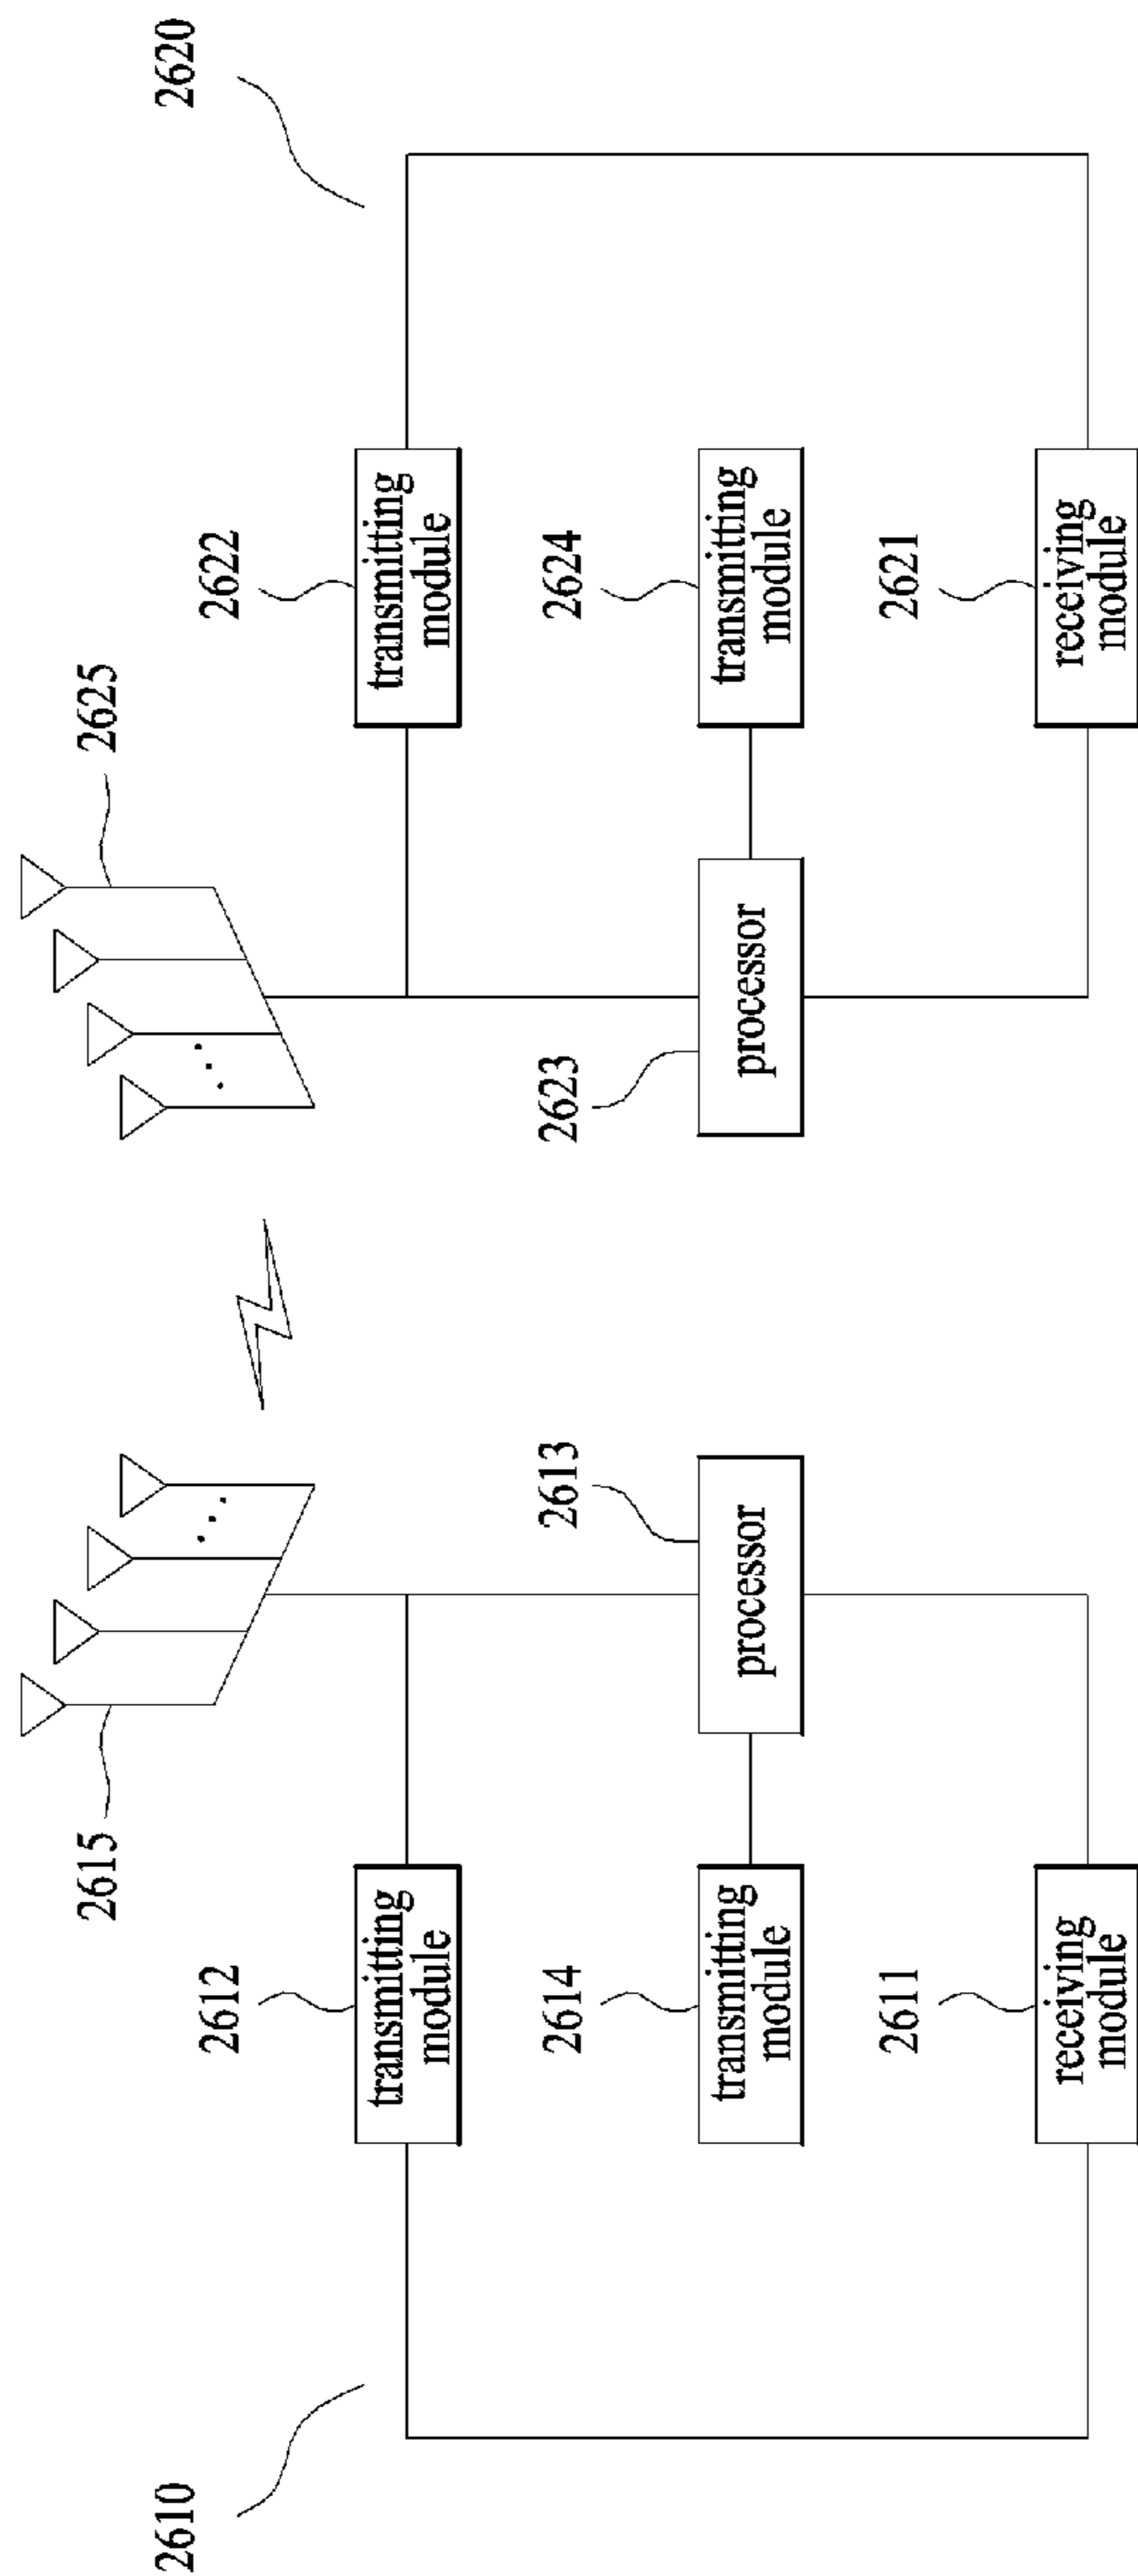 2610
2615
2612
transmitting
module
2614
transmitting
module
2611
receiving
module
2613
processor
2625
2623
processor
2622
transmitting
module
2624
transmitting
module
2621
receiving
module
2620